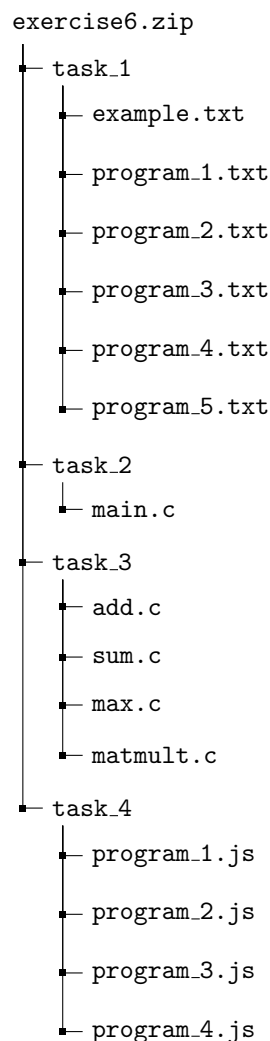 exercise6.zip
task_1
example.txt
program_1.txt
program_2.txt
program_3.txt
program_4.txt
program_5.txt
task_2
main.c
task_3
add.c
sum.c
max.c
matmult.c
task_4
program_1.js
program_2.js
program_3.js
program_4.js